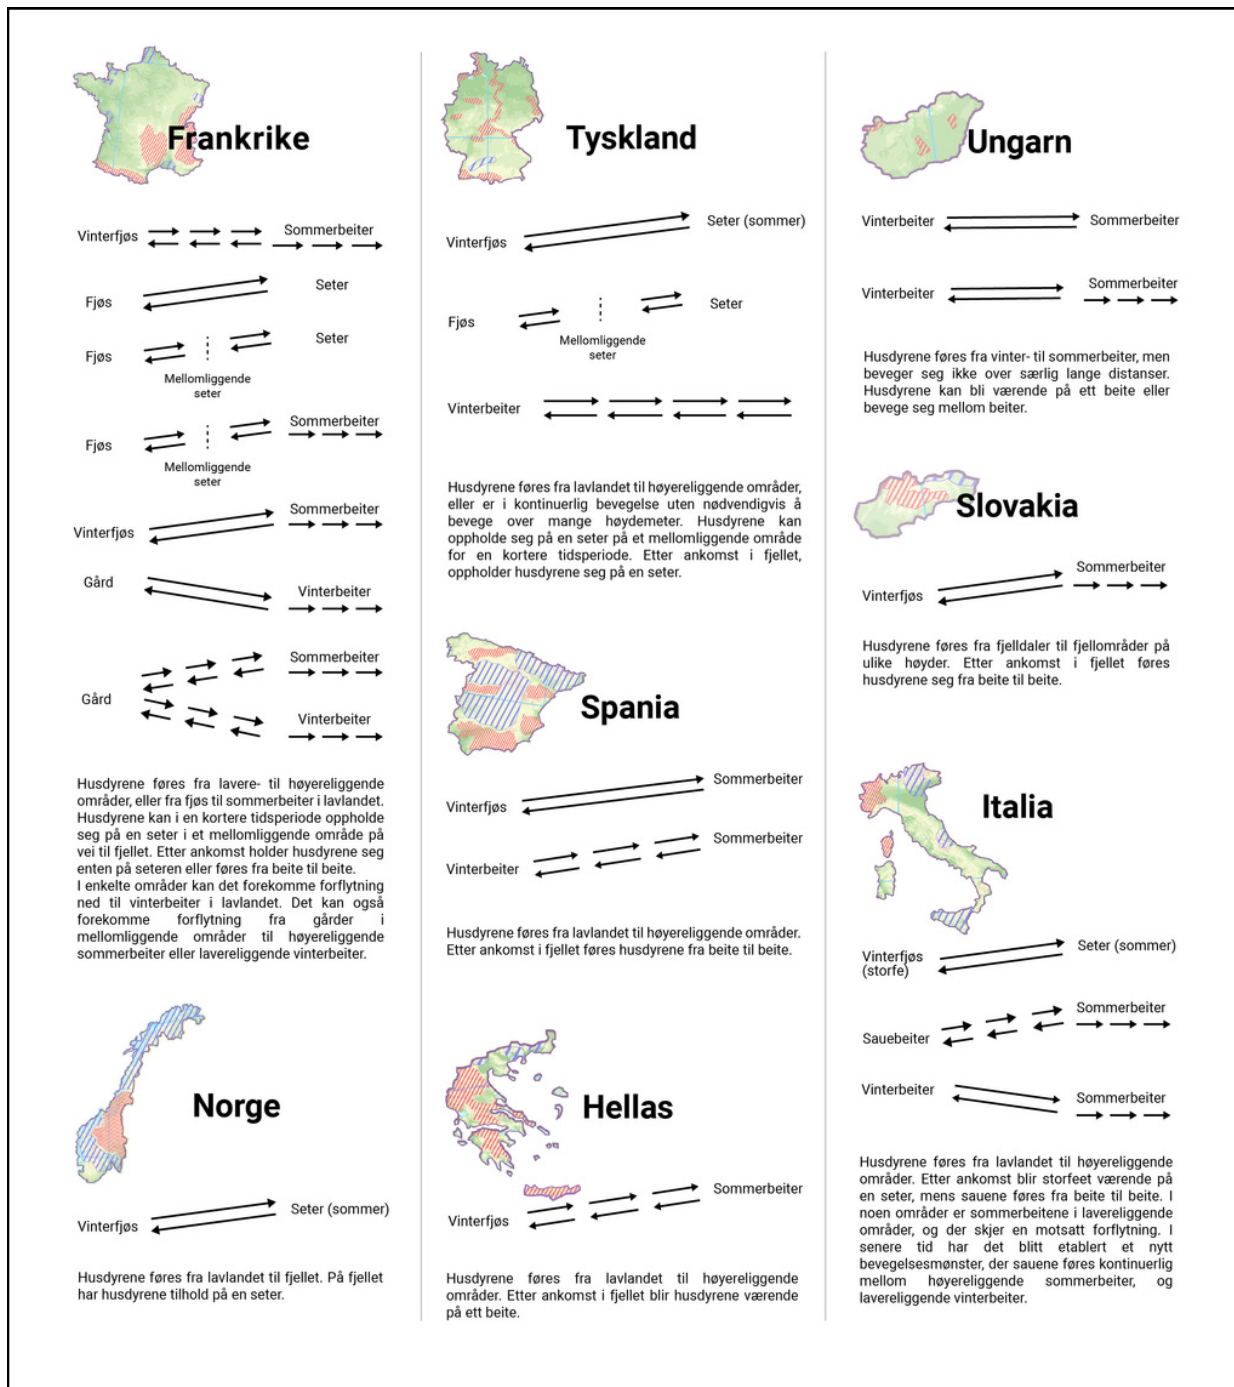 Frankrike
Vinterfjøs
Sommerbeiter
Fjøs
Seter
Fjøs
Seter
Mellomliggende
seter
Fjøs
Sommerbeiter
Mellomliggende
seter
Vinterfjøs
Sommerbeiter
Gård
Vinterbeiter
Sommerbeiter
Gård
Vinterbeiter
Husdyrene føres fra lavere- til høyereliggende
områder, eller fra fjøs til sommerbeiter i lavlandet.
Husdyrene kan i en kortere tidsperiode oppholde
seg på en seter i et mellomliggende område på
vei til fjellet. Etter ankomst holder husdyrene seg
enten på seteren eller føres fra beite til beite.
I enkelte områder kan det forekomme forflytning
ned til vinterbeiter i lavlandet. Det kan også
forekomme forflytning fra gårder i
mellomliggende områder til høyereliggende
sommerbeiter eller lavereliggende vinterbeiter.
Norge
Seter (sommer)
Vinterfjøs
Husdyrene føres fra lavlandet til fjellet. På fjellet
har husdyrene tilhold på en seter.
Tyskland
Seter (sommer)
Vinterfjøs
Fjøs
Seter
Mellomliggende
seter
Vinterbeiter
Husdyrene føres fra lavlandet til høyereliggende områder,
eller er i kontinuerlig bevegelse uten nødvendigvis å
bevege over mange høydemeter. Husdyrene kan
oppholde seg på en seter på et mellomliggende område
for en kortere tidsperiode. Etter ankomst i fjellet,
oppholder husdyrene seg på en seter.
Spania
Sommerbeiter
Vinterfjøs
Sommerbeiter
Vinterbeiter
Husdyrene føres fra lavlandet til høyereliggende områder.
Etter ankomst i fjellet føres husdyrene fra beite til beite.
Hellas
Sommerbeiter
Vinterfjøs
Husdyrene føres fra lavlandet til høyereliggende
områder. Etter ankomst i fjellet blir husdyrene værende
på ett beite.
Ungarn
Vinterbeiter
Sommerbeiter
Vinterbeiter
Sommerbeiter
Husdyrene føres fra vinter- til sommerbeiter, men
beveger seg ikke over særlig lange distanser.
Husdyrene kan bli værende på ett beite eller
bevege seg mellom beiter.
Slovakia
Sommerbeiter
Vinterfjøs
Husdyrene føres fra fjelldaler til fjellområder på
ulike høyder. Etter ankomst i fjellet føres
husdyrene seg fra beite til beite.
Italia
Seter (sommer)
Vinterfjøs
(storfe)
Sommerbeiter
Sauebeiter
Vinterbeiter
Sommerbeiter
Husdyrene føres fra lavlandet til høyereliggende
områder. Etter ankomst blir storfeet værende på
en seter, mens sauene føres fra beite til beite. I
noen områder er sommerbeitene i lavereliggende
områder, og der skjer en motsatt forflytning. I
senere tid har det blitt etablert et nytt
bevegelsesmønster, der sauene føres kontinuerlig
mellom høyereliggende sommerbeiter, og
lavereliggende vinterbeiter.